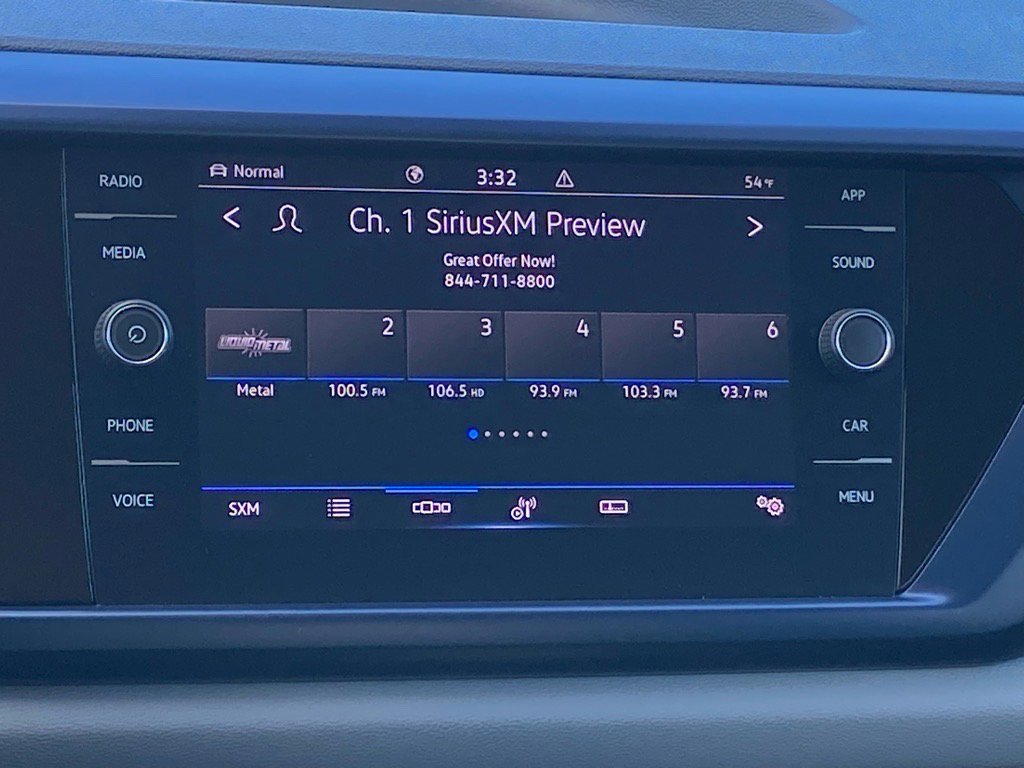 RADIO
MEDIA
PHONE
VOICE
Normal
3:32
54°F
Ch. 1 SiriusXM Preview
Great Offer Now!
844-711-8800
LIQUID METAL
2
3
4
5
6
Metal
100.5 FM
106.5 HD
93.9 FM
103.3 FM
93.7 FM
SXM
APP
SOUND
CAR
MENU